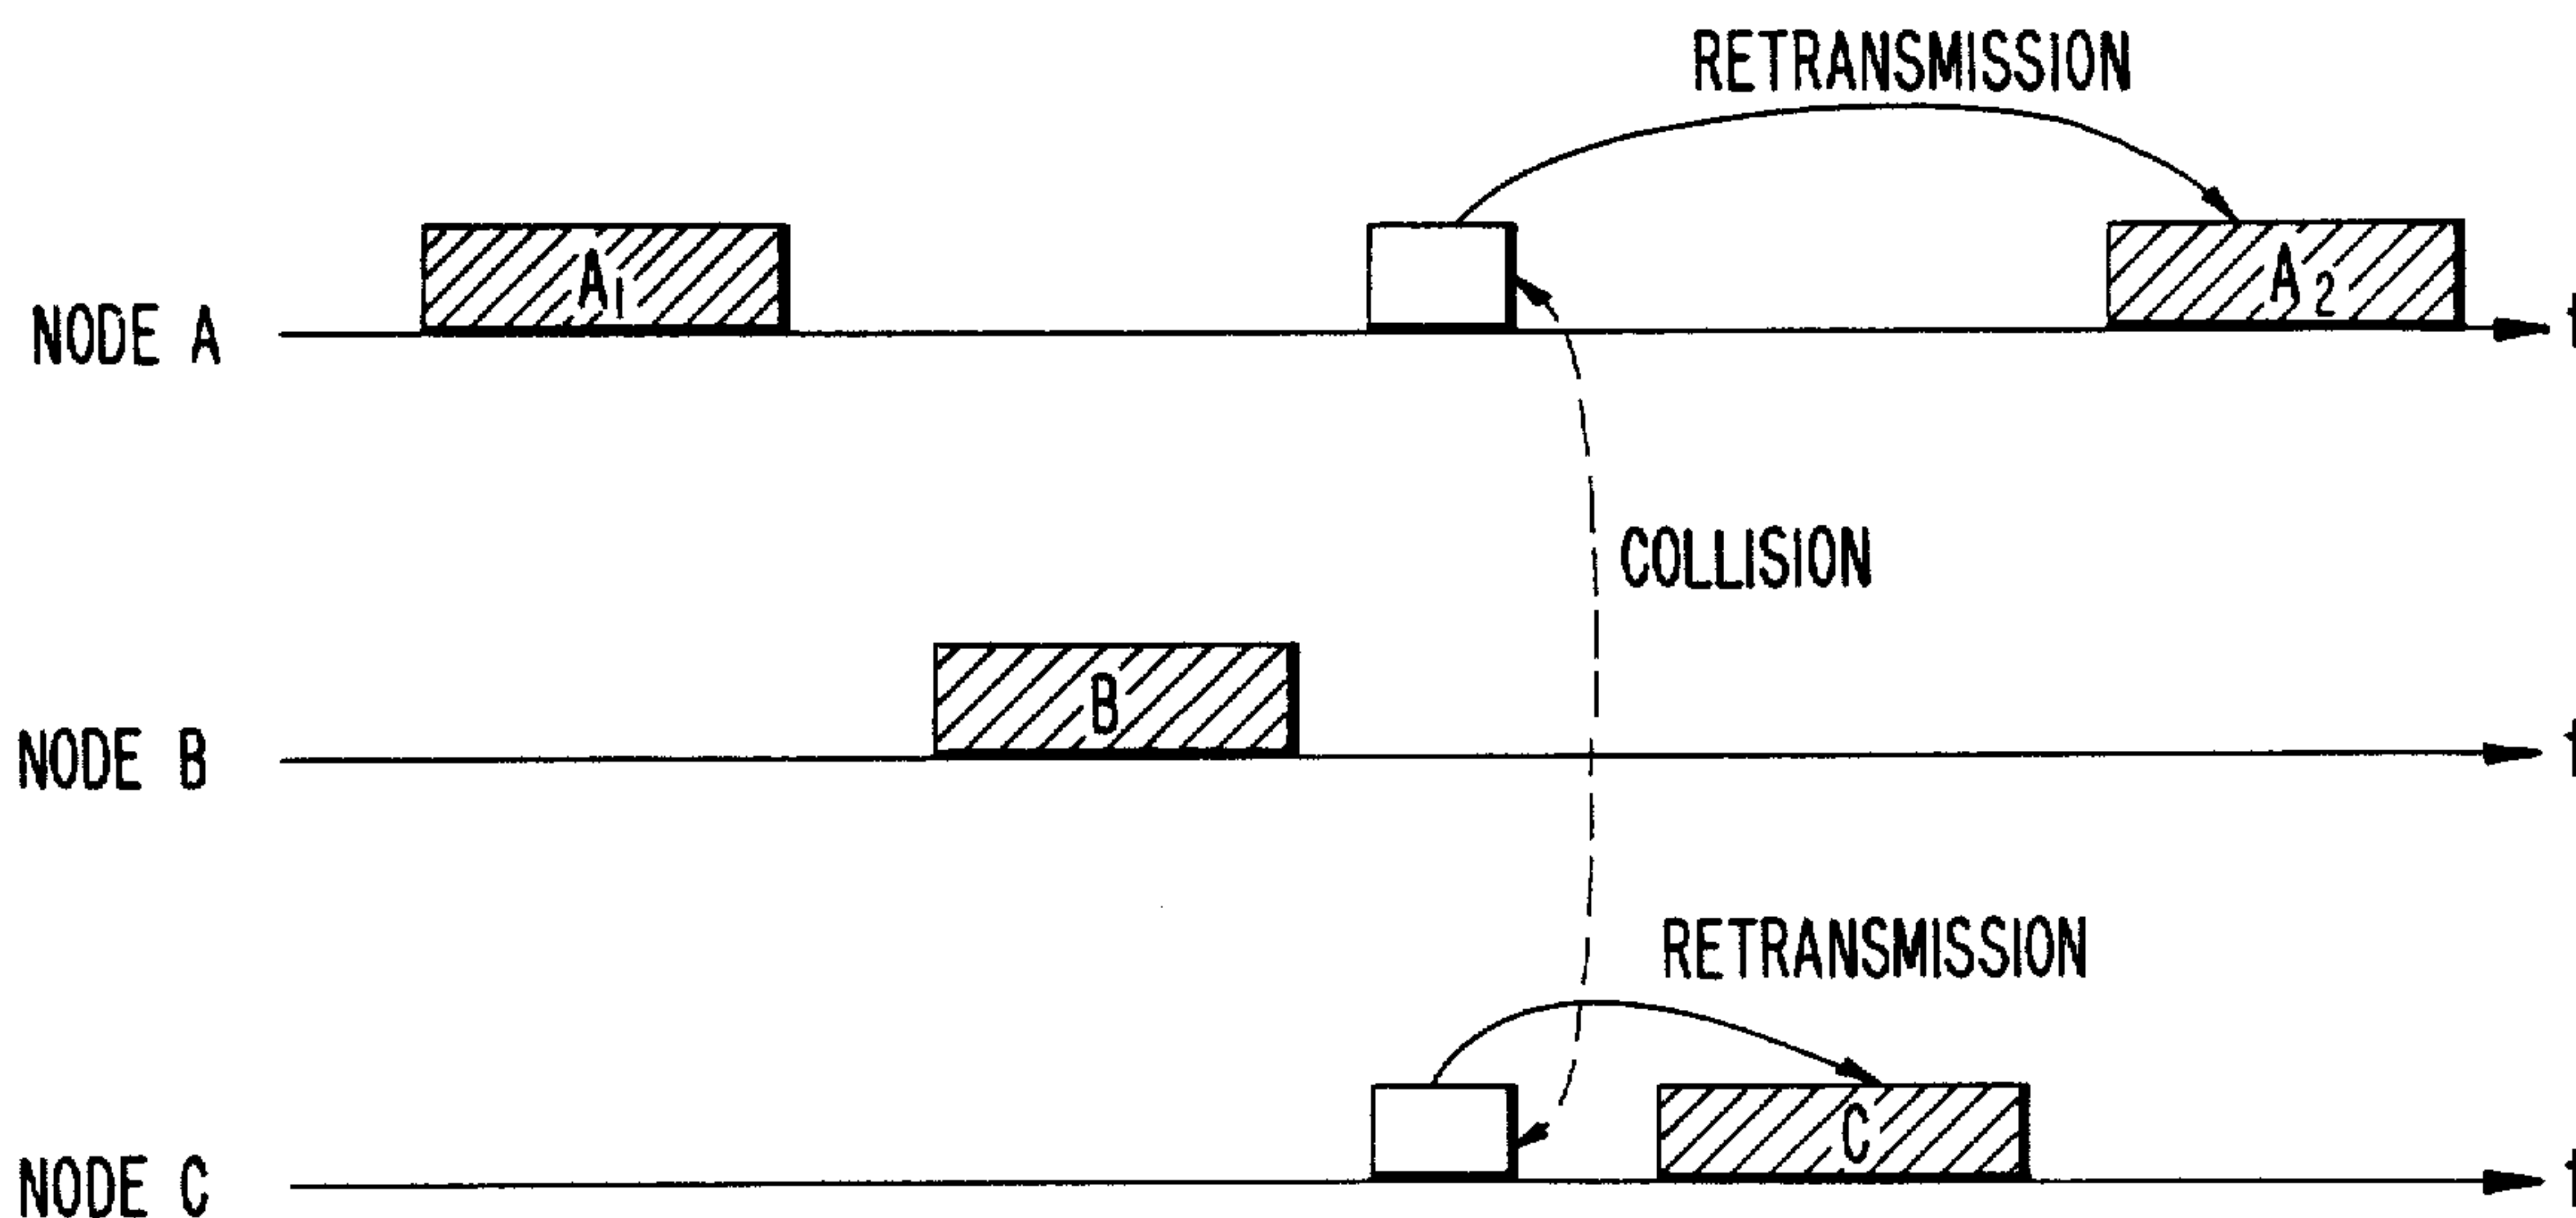 RETRANSMISSION
A1
A2
NODE A
t
COLLISION
B
NODE B
t
RETRANSMISSION
C
NODE C
t